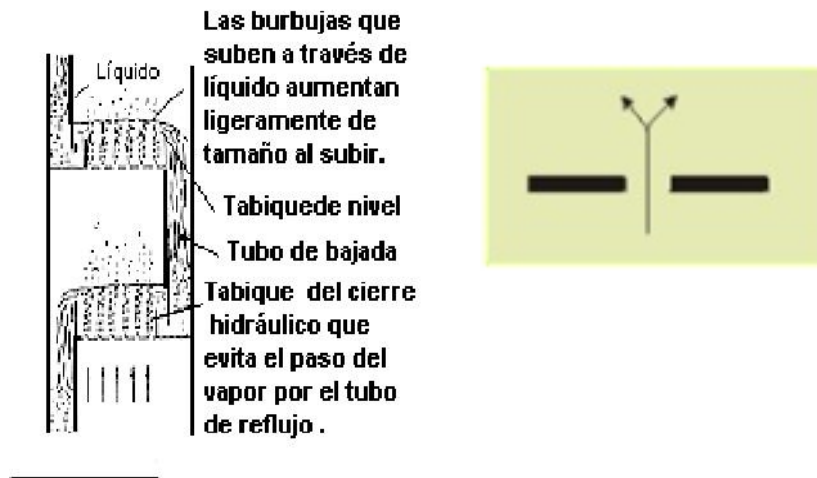 Las burbujas que
suben a través de
líquido aumentan
ligeramente de
tamaño al subir.
Líquido
Tabiquede nivel
Tubo de bajada
Tabique del cierre
hidráulico que
evita el paso del
vapor por el tubo
de reflujo .